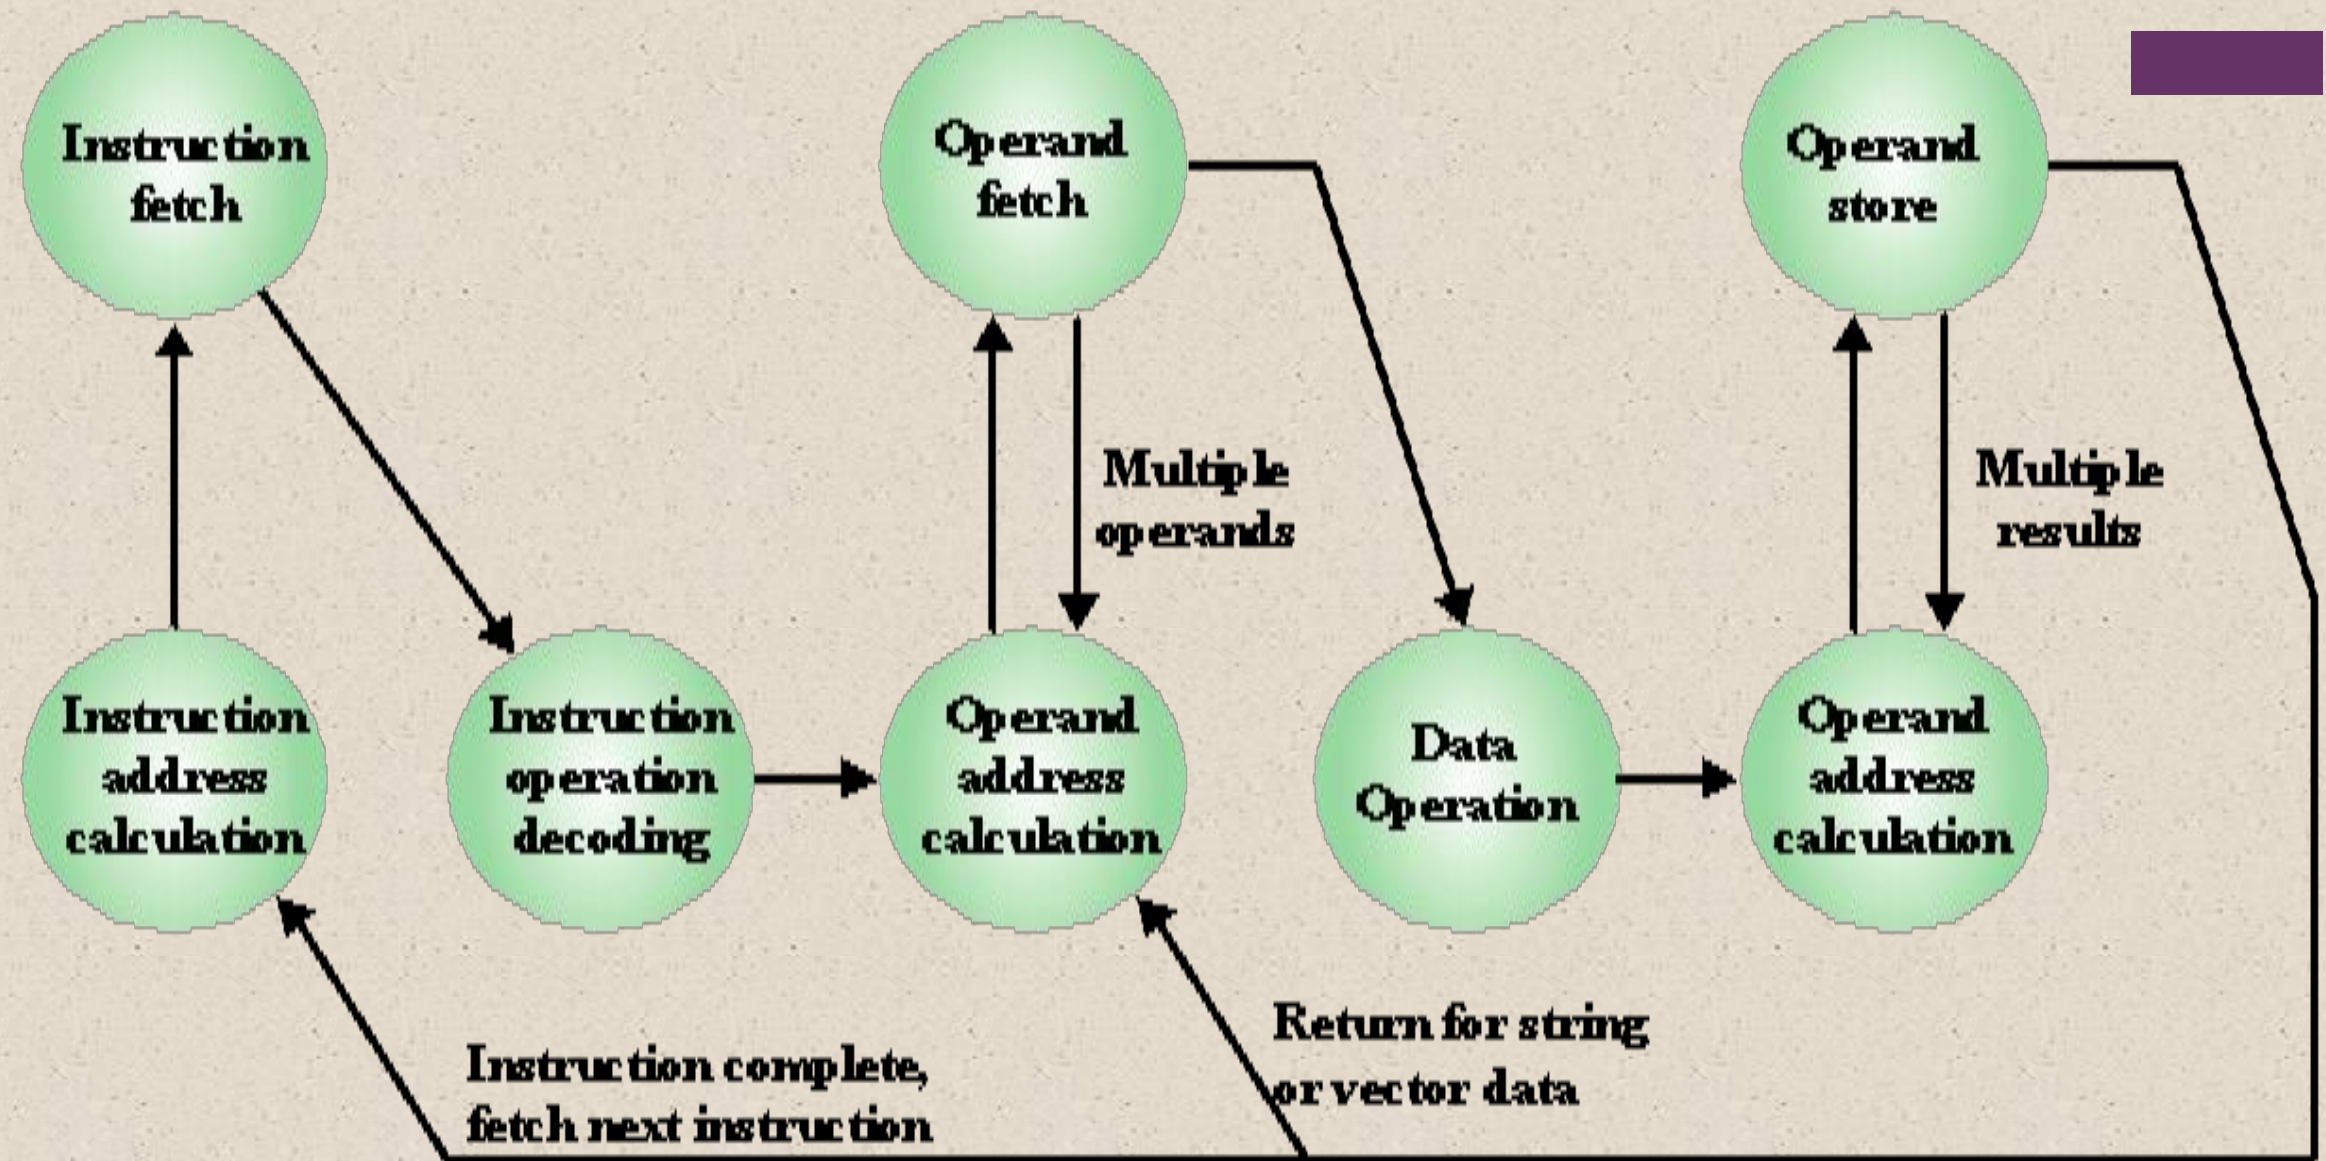 Instruction
fetch
Operand
fetch
Operand
store
Multiple
operands
Multiple
results
Instruction
address
calculation
Instruction
operation
decoding
Operand
address
calculation
Data
Operation
Operand
address
calculation
Instruction complete,
fetch next instruction
Return for string
or vector data